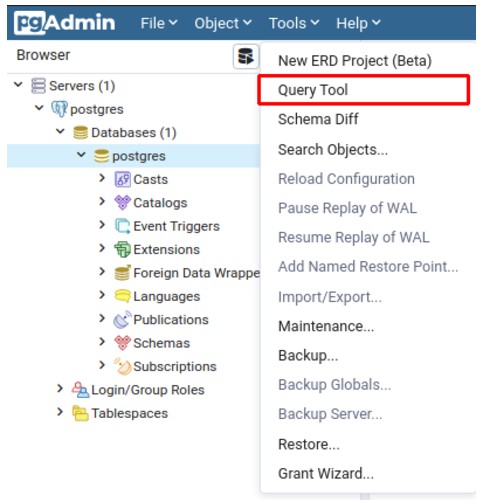 pgAdmin File Object Tools Help
Browser
Servers (1)
postgres
Databases (1)
postgres
Casts
Catalogs
Event Triggers
Extensions
Foreign Data Wrappe
Languages
Publications
Schemas
Subscriptions
Login/Group Roles
Tablespaces
New ERD Project (Beta)
Query Tool
Schema Diff
Search Objects...
Reload Configuration
Pause Replay of WAL
Resume Replay of WAL
Add Named Restore Point...
Import/Export...
Maintenance...
Backup...
Backup Globals...
Backup Server...
Restore...
Grant Wizard...